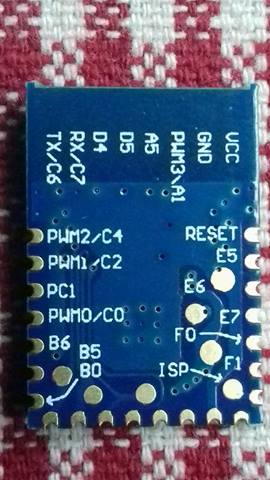 TX/C6
RX/C7
D4
D5
A5
PWM3\A1
GND
VCC
PWM2/C4
RESET
PWM1/C2
E5
PC1
E6
PWM0/C0
E7
F0
B6
B5
B0
ISP
F1